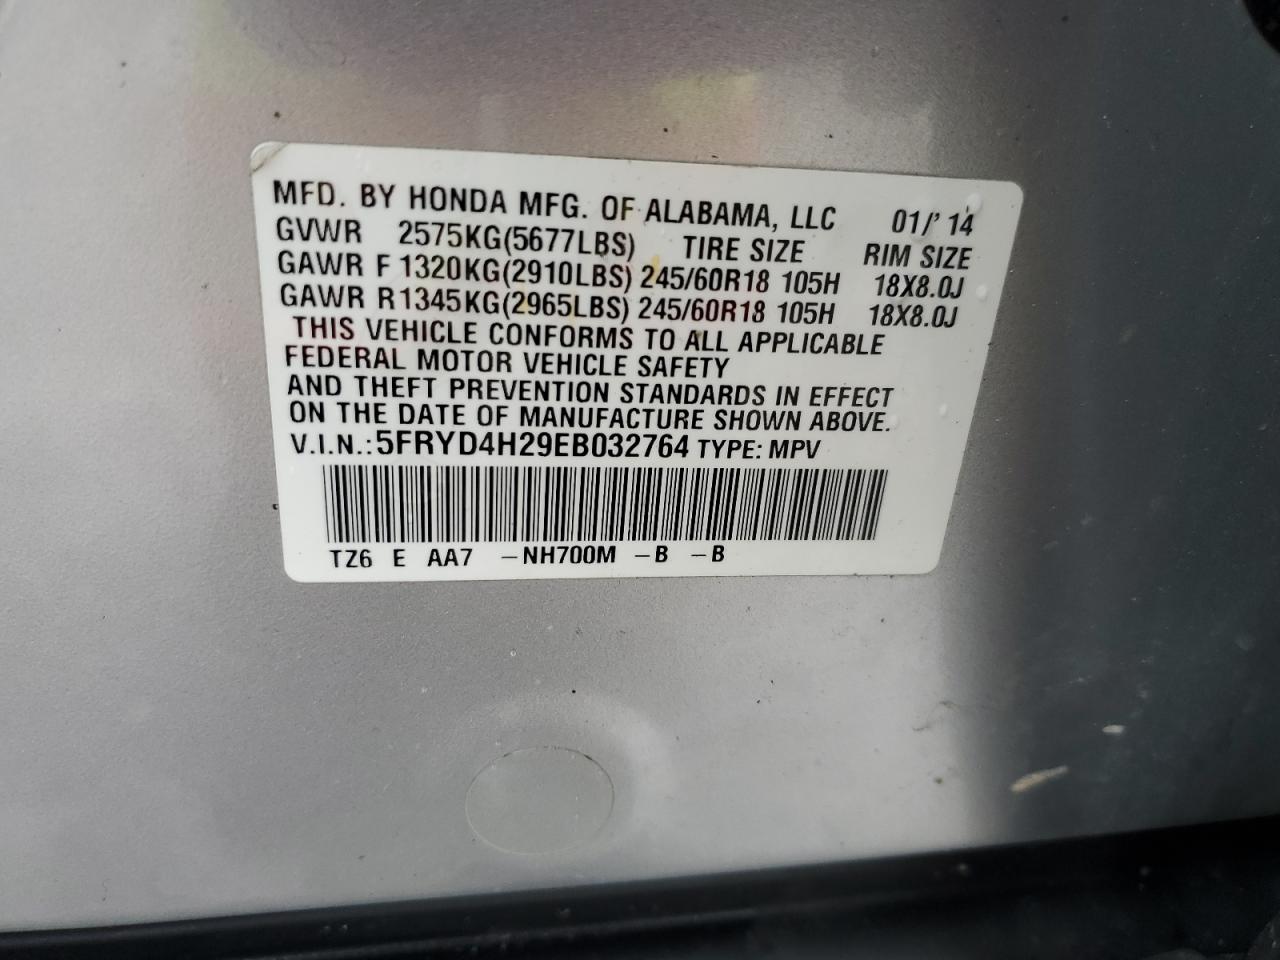 MFD. BY HONDA MFG. OF ALABAMA, LLC 01/'14
GVWR 2575KG(5677LBS) TIRE SIZE RIM SIZE
GAWR F 1320KG(2910LBS) 245/60R18 105H 18X8.0J
GAWR R1345KG(2965LBS) 245/60R18 105H 18X8.0J
THIS VEHICLE CONFORMS TO ALL APPLICABLE
FEDERAL MOTOR VEHICLE SAFETY
AND THEFT PREVENTION STANDARDS IN EFFECT
ON THE DATE OF MANUFACTURE SHOWN ABOVE.
V.I.N.:5FRYD4H29EB032764 TYPE: MPV
TZ6 E AA7 –NH700M –B –B